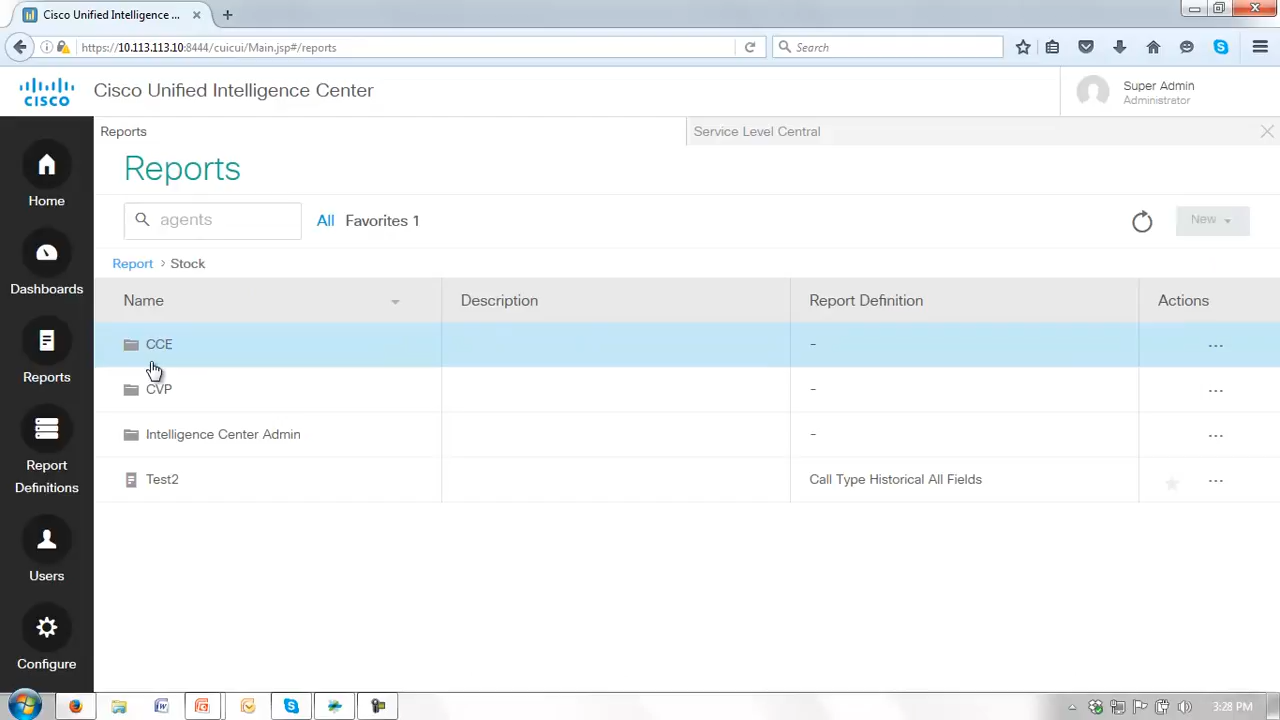 Cisco Unified Intelligence ...
https://10.113.113.10:8444/cuicui/Main.jsp#/reports
Search
CISCO
Cisco Unified Intelligence Center
Super Admin
Administrator
Reports
Service Level Central
Reports
agents
All Favorites 1
New
Report > Stock
Name
Description
Report Definition
Actions
CCE
-
...
CVP
-
...
Intelligence Center Admin
-
...
Test2
Call Type Historical All Fields
...
Home
Dashboards
Reports
Report
Definitions
Users
Configure
3:28 PM